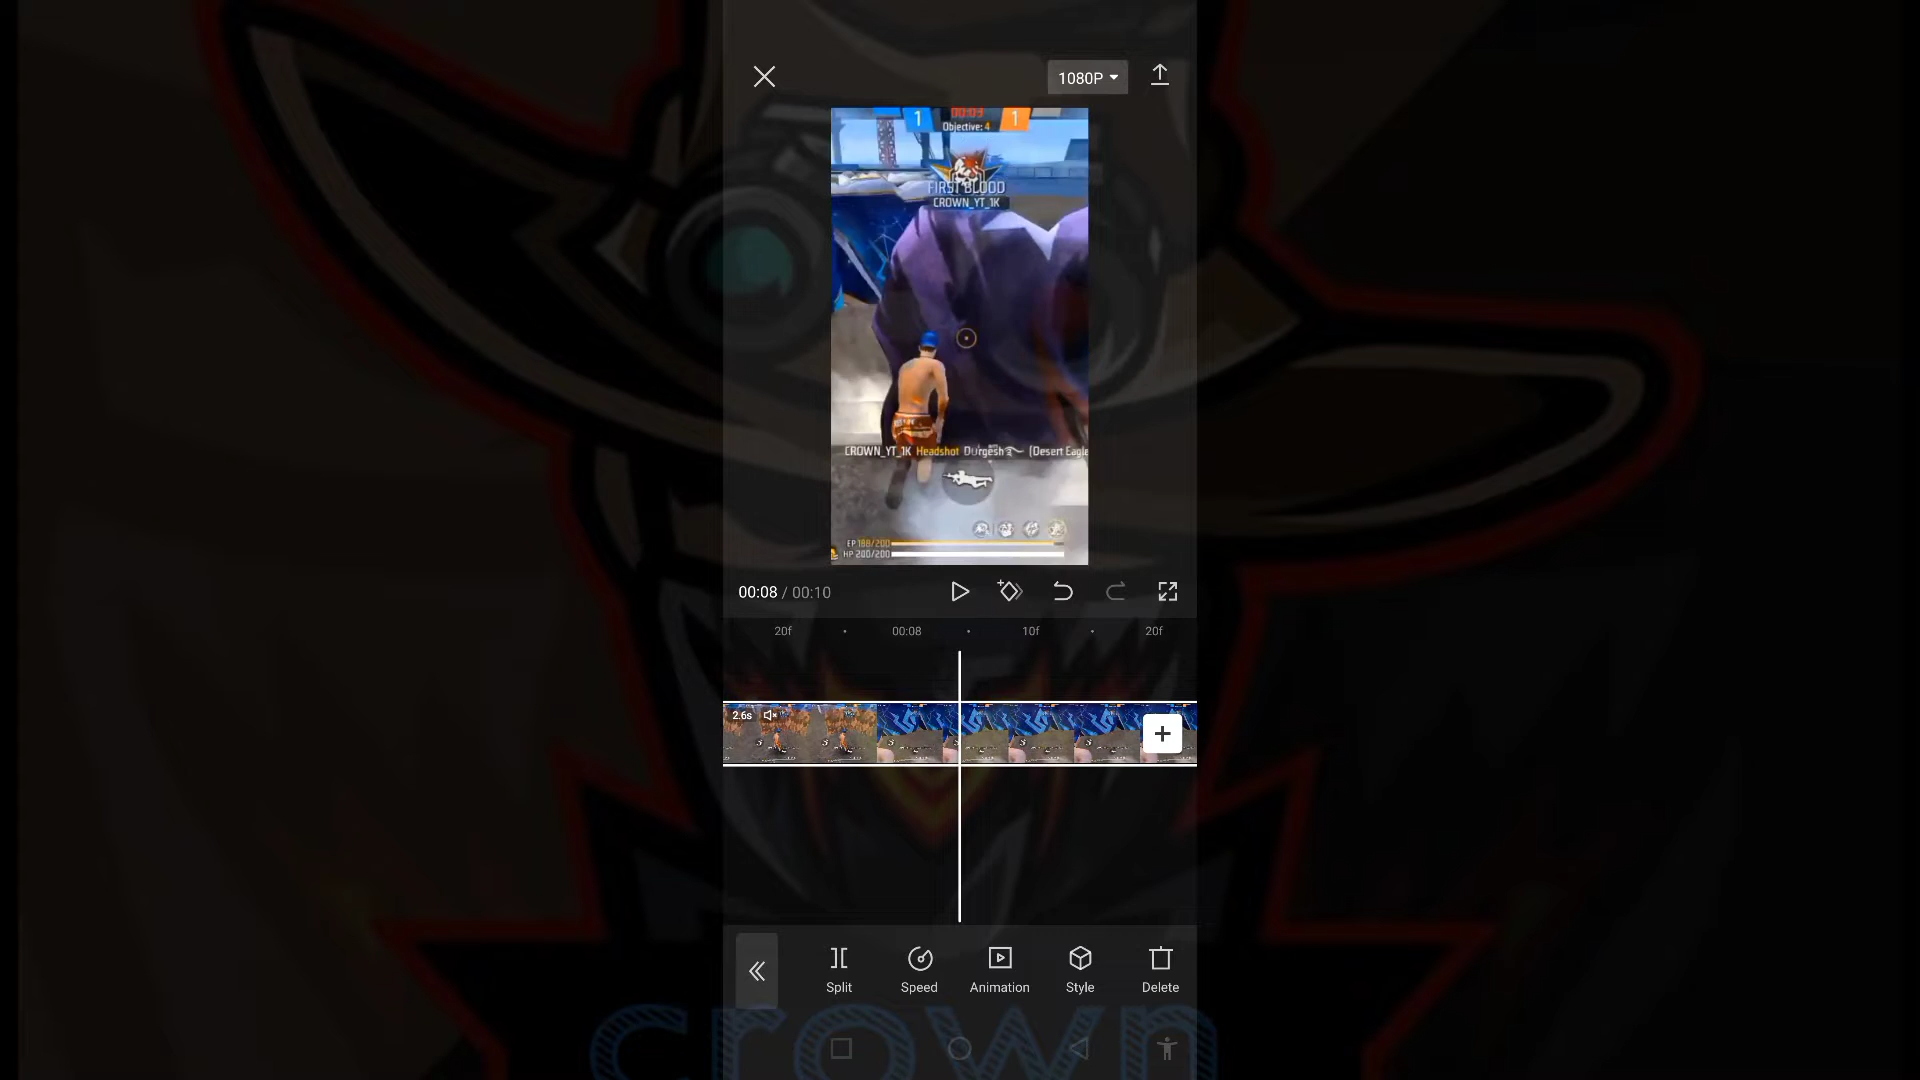 1080P
1 00:03 1
Objective: 4
FIRST BLOOD
CROWN_YT_1K
CROWN_YT_1K Headshot Durgesh [Desert Eagle
EP 188/200
HP 200/200
00:08 / 00:10
20f 00:08 10f 20f
2.6s
Split Speed Animation Style Delete
crown